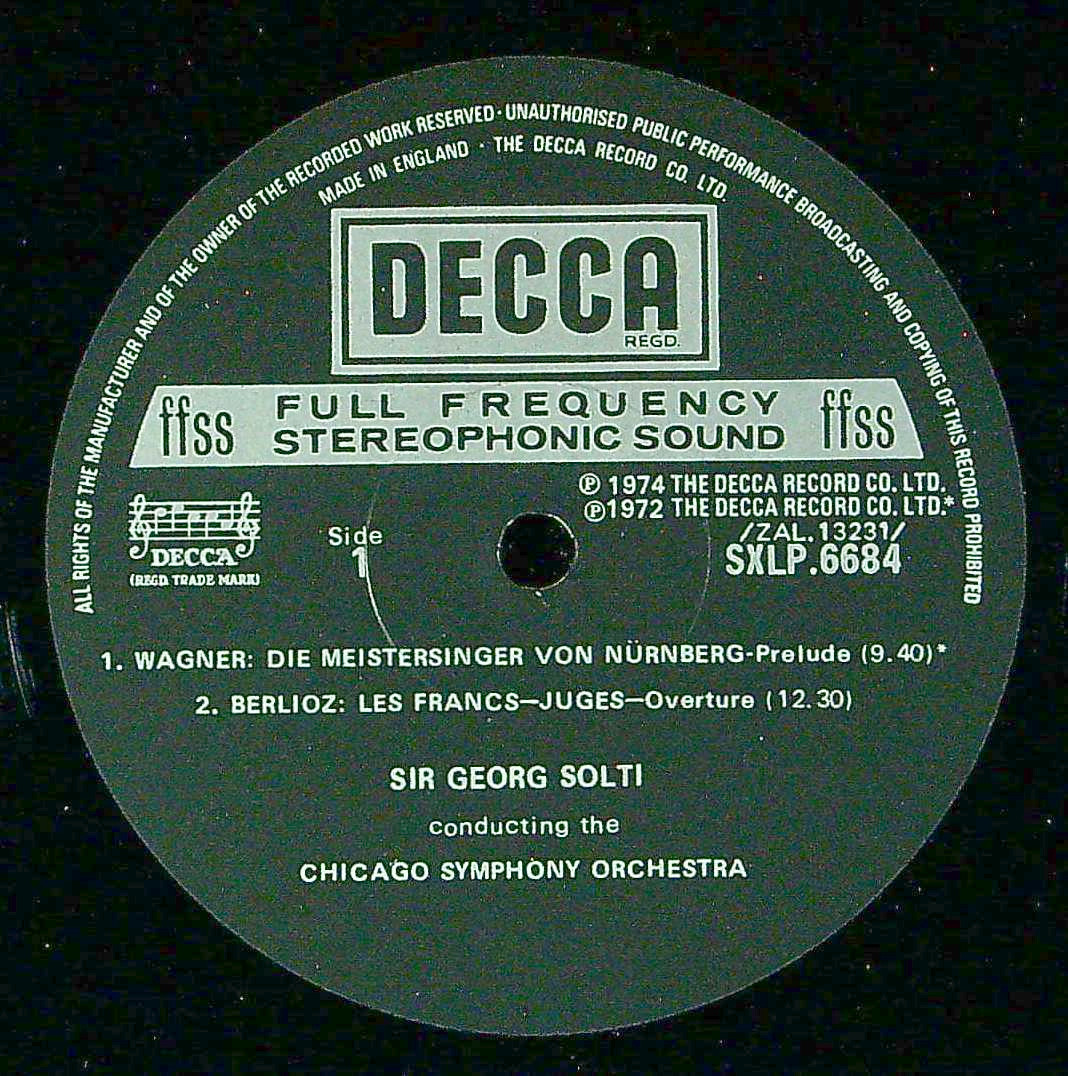 ALL RIGHTS OF THE MANUFACTURER AND OF THE OWNER OF THE RECORDED WORK RESERVED · UNAUTHORISED PUBLIC PERFORMANCE BROADCASTING AND COPYING OF THIS RECORD PROHIBITED
MADE IN ENGLAND · THE DECCA RECORD CO. LTD.
DECCA
REGD.
ffss FULL FREQUENCY STEREOPHONIC SOUND ffss
℗ 1974 THE DECCA RECORD CO. LTD.
℗1972 THE DECCA RECORD CO. LTD.*
/ZAL.13231/
SXLP.6684
DECCA
(REGD. TRADE MARK)
Side
1
1. WAGNER: DIE MEISTERSINGER VON NÜRNBERG-Prelude (9.40)*
2. BERLIOZ: LES FRANCS—JUGES—Overture (12.30)
SIR GEORG SOLTI
conducting the
CHICAGO SYMPHONY ORCHESTRA